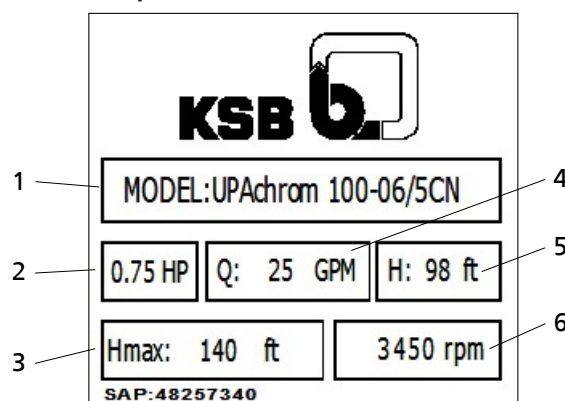 KSB b.
MODEL:UPAchrom 100-06/5CN
0.75 HP Q: 25 GPM H: 98 ft
Hmax: 140 ft 3450 rpm
SAP:48257340
1
2
3
4
5
6